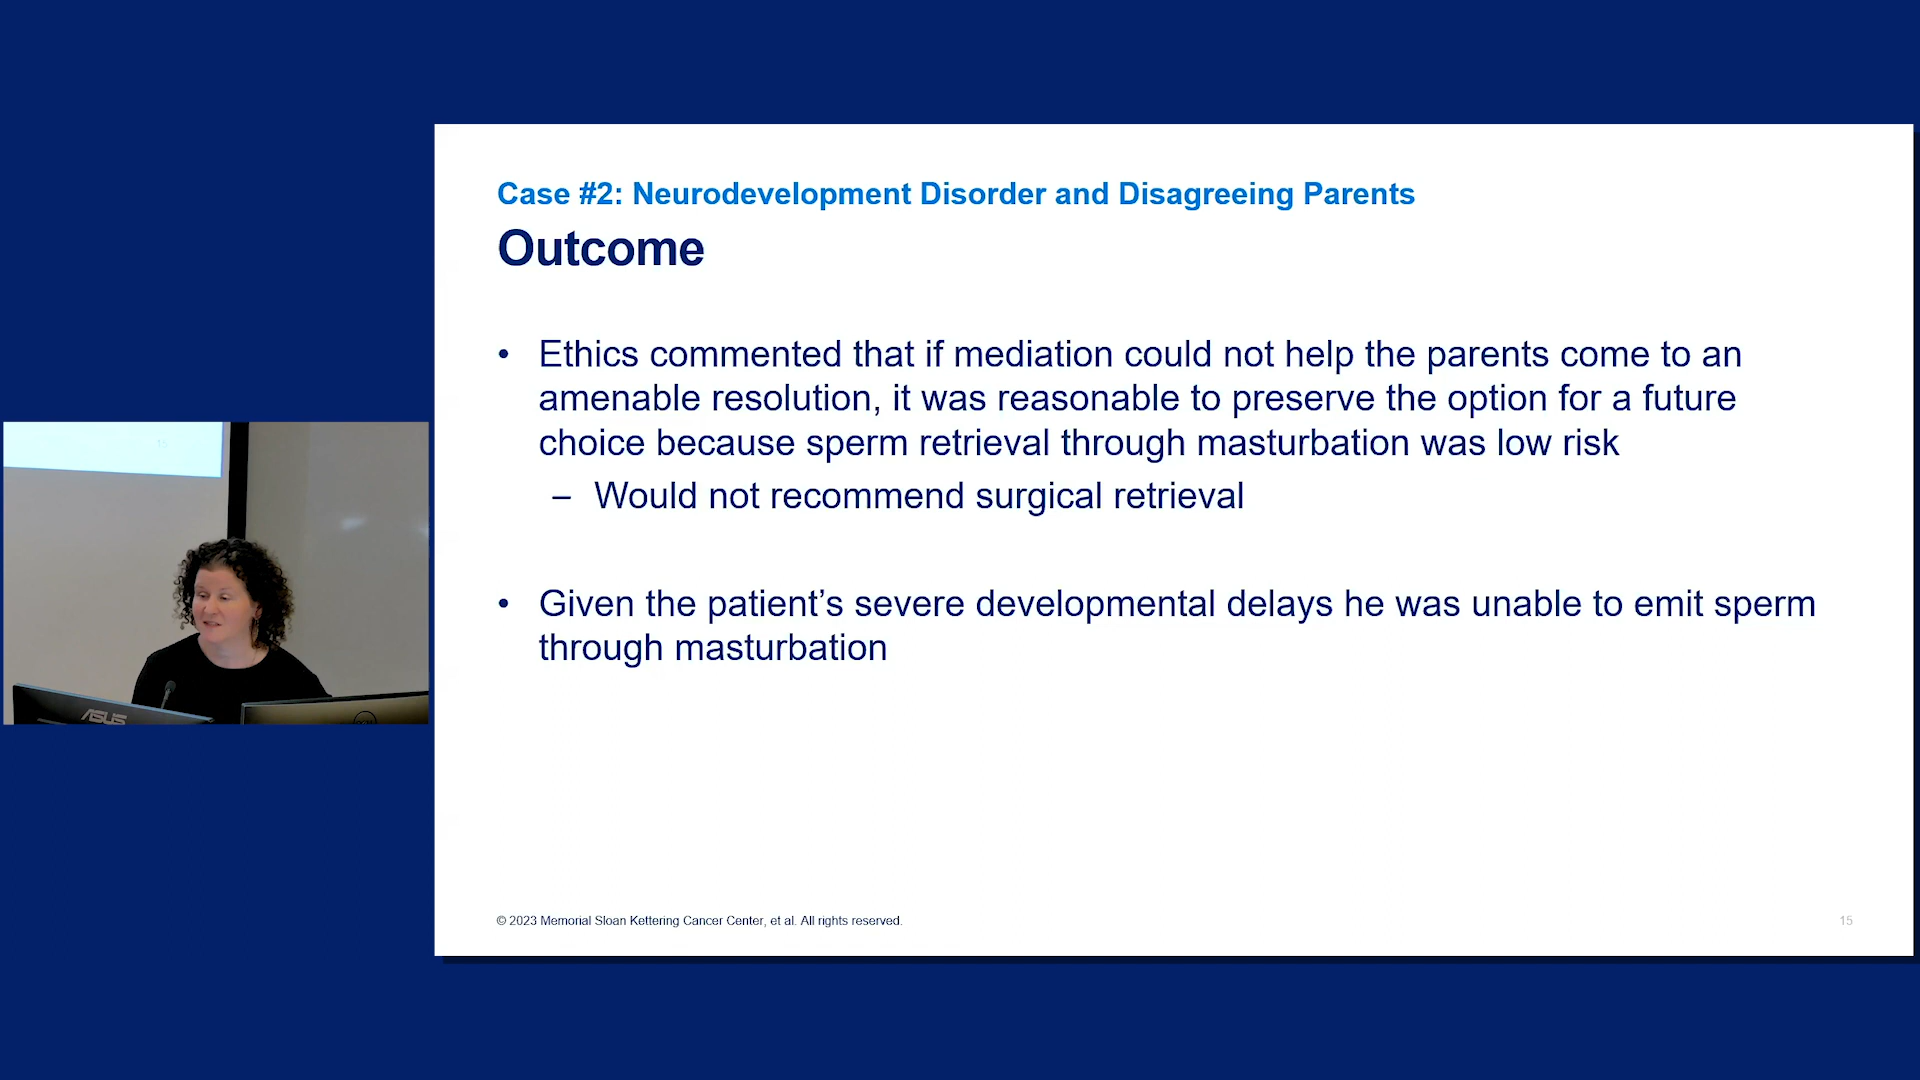 Case #2: Neurodevelopment Disorder and Disagreeing Parents
Outcome
• Ethics commented that if mediation could not help the parents come to an
amenable resolution, it was reasonable to preserve the option for a future
choice because sperm retrieval through masturbation was low risk
– Would not recommend surgical retrieval
• Given the patient’s severe developmental delays he was unable to emit sperm
through masturbation
© 2023 Memorial Sloan Kettering Cancer Center, et al. All rights reserved.
15
15
ASUS